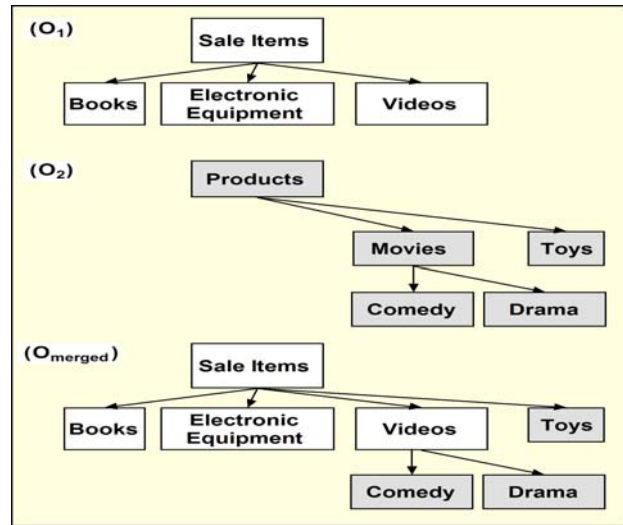 (O1)
Sale Items
Books
Electronic
Equipment
Videos
(O2)
Products
Movies
Toys
Comedy
Drama
(Omerged)
Sale Items
Books
Electronic
Equipment
Videos
Toys
Comedy
Drama